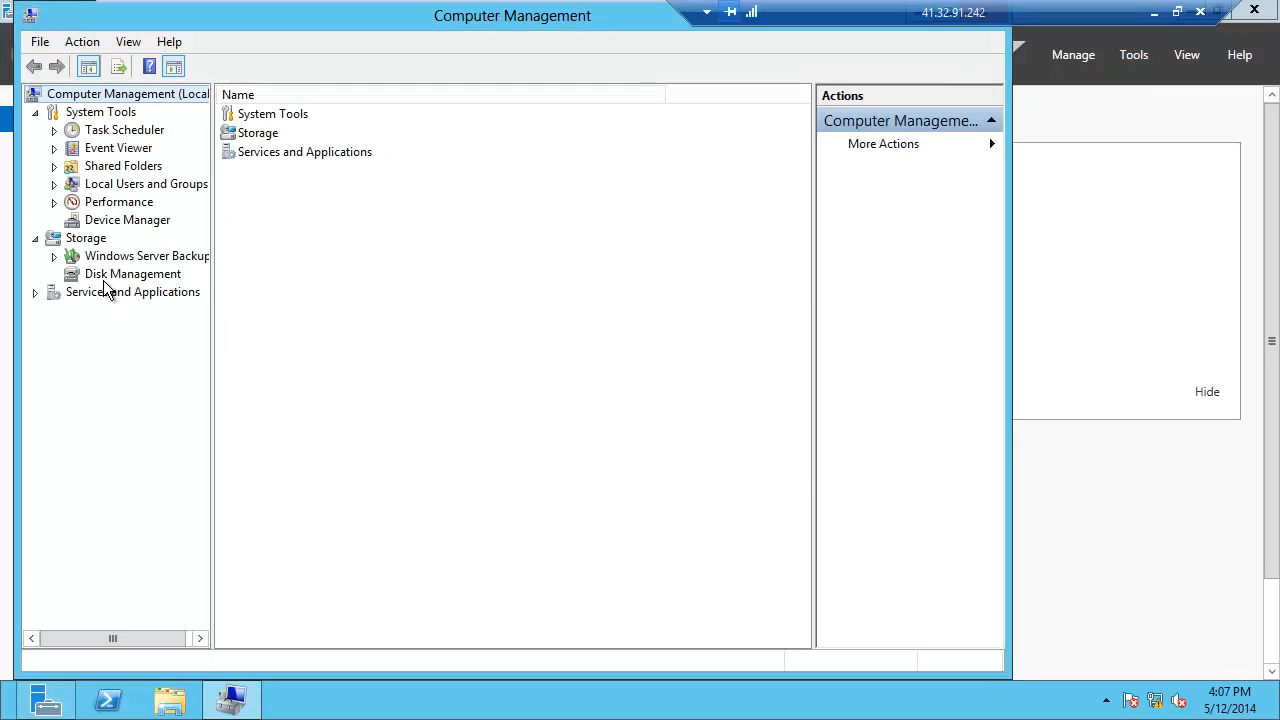 Computer Management
41.32.91.242
File Action View Help
Manage Tools View Help
Computer Management (Local
System Tools
Task Scheduler
Event Viewer
Shared Folders
Local Users and Groups
Performance
Device Manager
Storage
Windows Server Backup
Disk Management
Services and Applications
Name
System Tools
Storage
Services and Applications
Actions
Computer Manageme...
More Actions
Hide
4:07 PM
5/12/2014